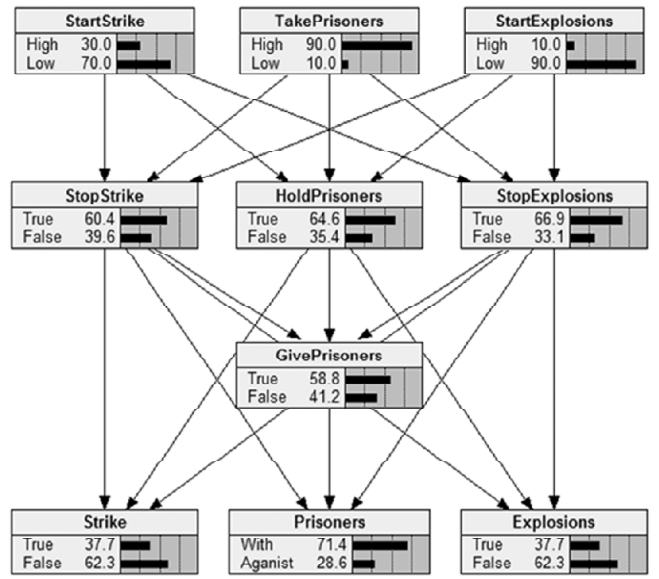 StartStrike
High 30.0
Low 70.0
TakePrisoners
High 90.0
Low 10.0
StartExplosions
High 10.0
Low 90.0
StopStrike
True 60.4
False 39.6
HoldPrisoners
True 64.6
False 35.4
StopExplosions
True 66.9
False 33.1
GivePrisoners
True 58.8
False 41.2
Strike
True 37.7
False 62.3
Prisoners
With 71.4
Aganist 28.6
Explosions
True 37.7
False 62.3